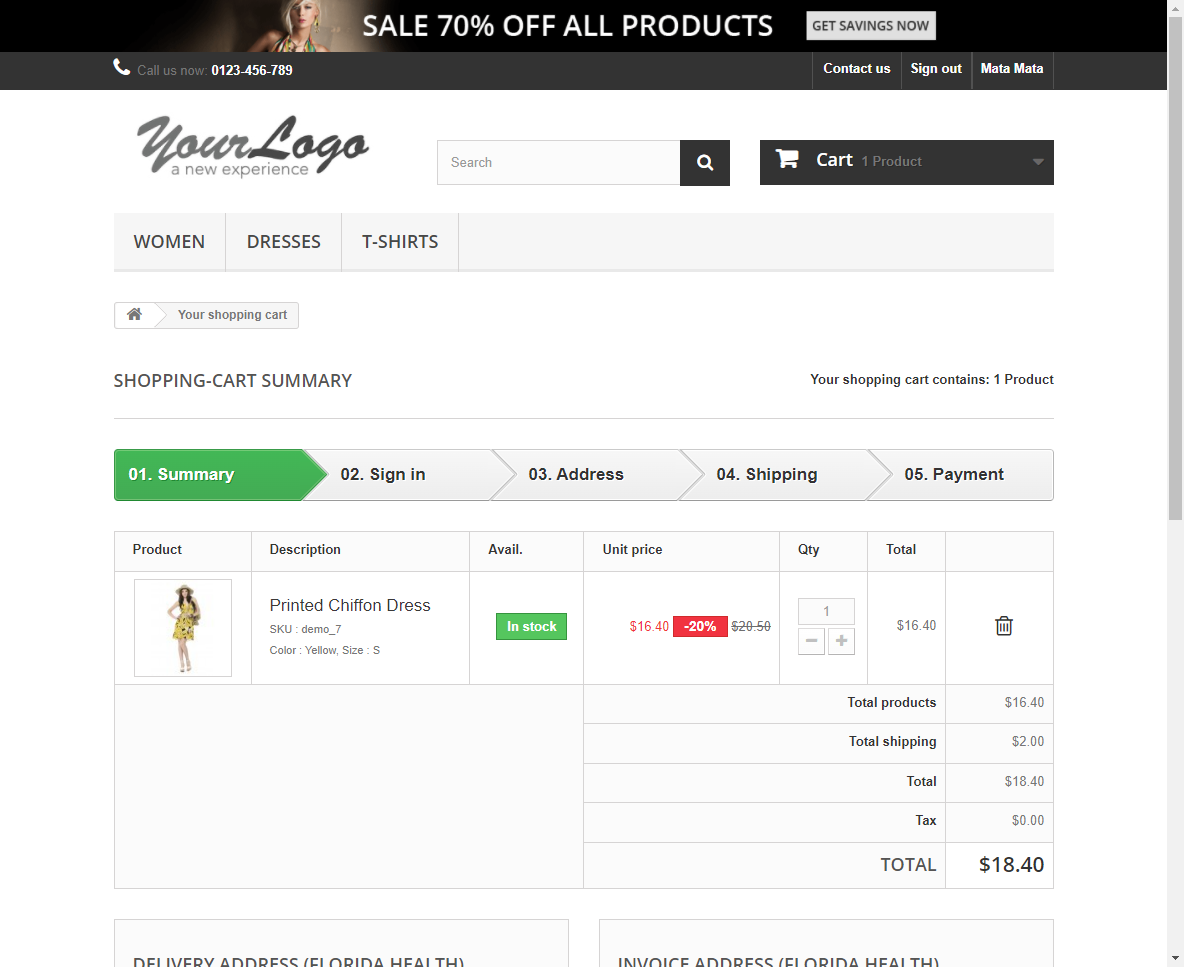 SALE 70% OFF ALL PRODUCTS GET SAVINGS NOW
Call us now: 0123-456-789 Contact us Sign out Mata Mata
YourLogo
a new experience
Search Cart 1 Product
WOMEN DRESSES T-SHIRTS
Your shopping cart
SHOPPING-CART SUMMARY Your shopping cart contains: 1 Product
01. Summary 02. Sign in 03. Address 04. Shipping 05. Payment
Product Description Avail. Unit price Qty Total
Printed Chiffon Dress
SKU : demo_7
Color : Yellow, Size : S
In stock
$16.40 -20% $20.50
1
$16.40
Total products $16.40
Total shipping $2.00
Total $18.40
Tax $0.00
TOTAL $18.40
DELIVERY ADDRESS (FLORIDA HEALTH) INVOICE ADDRESS (FLORIDA HEALTH)